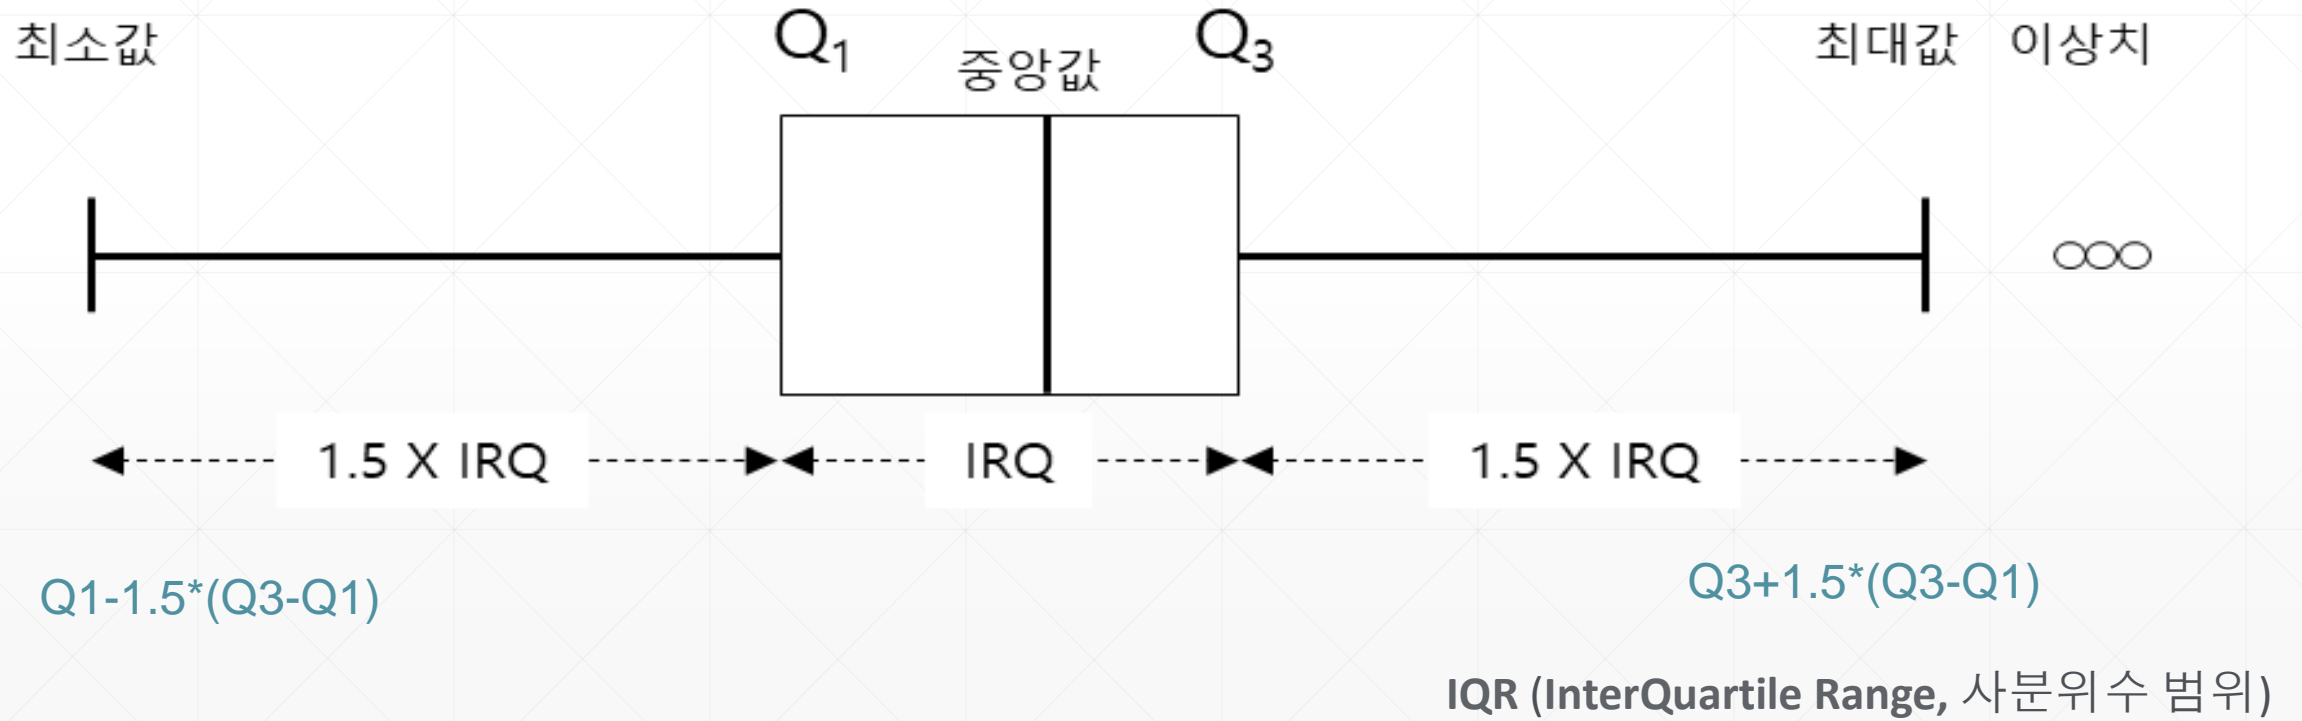 최소값
Q1
중앙값
Q3
최대값
이상치
1.5 X IRQ
IRQ
1.5 X IRQ
Q1-1.5*(Q3-Q1)
Q3+1.5*(Q3-Q1)
IQR (InterQuartile Range, 사분위수 범위)